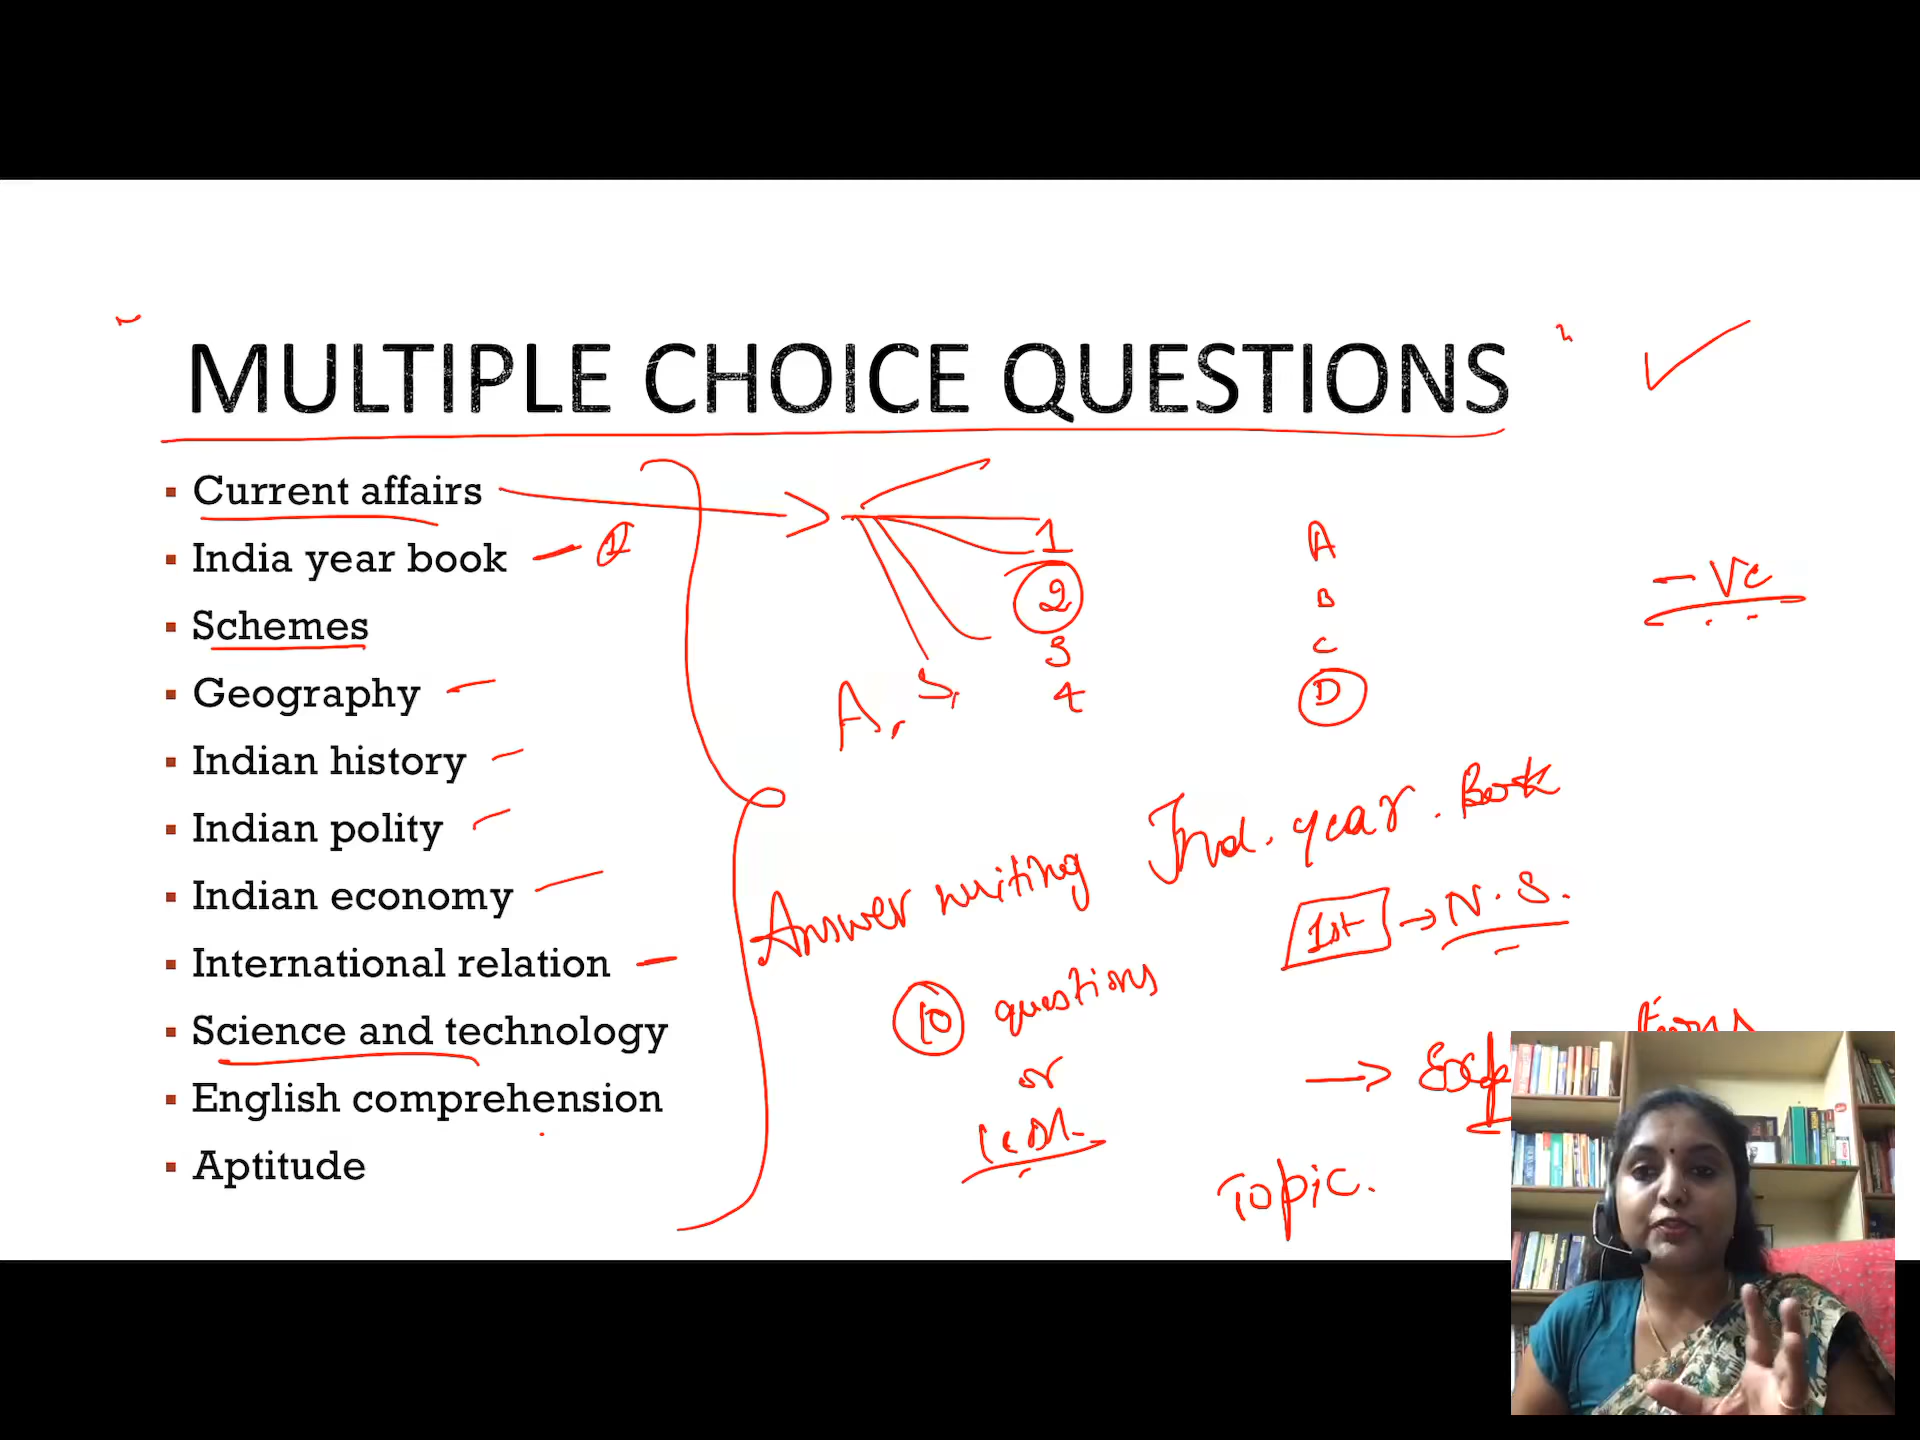 MULTIPLE CHOICE QUESTIONS
Current affairs
India year book
Schemes
Geography
Indian history
Indian polity
Indian economy
International relation
Science and technology
English comprehension
Aptitude
1
2
3
4
A
B
C
D
- Ve
Answer writing
Ind. year. Book
1st → N. S.
10 questions
or
Topic.